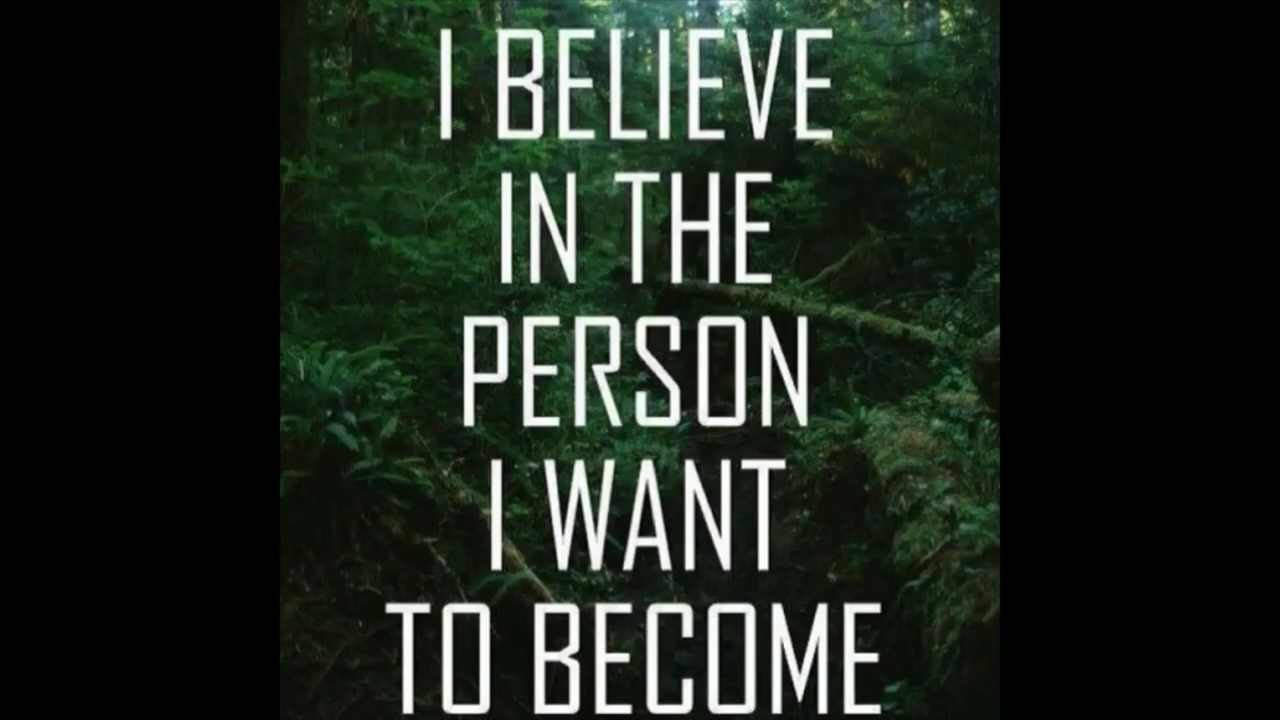 I BELIEVE
IN THE
PERSON
I WANT
TO BECOME